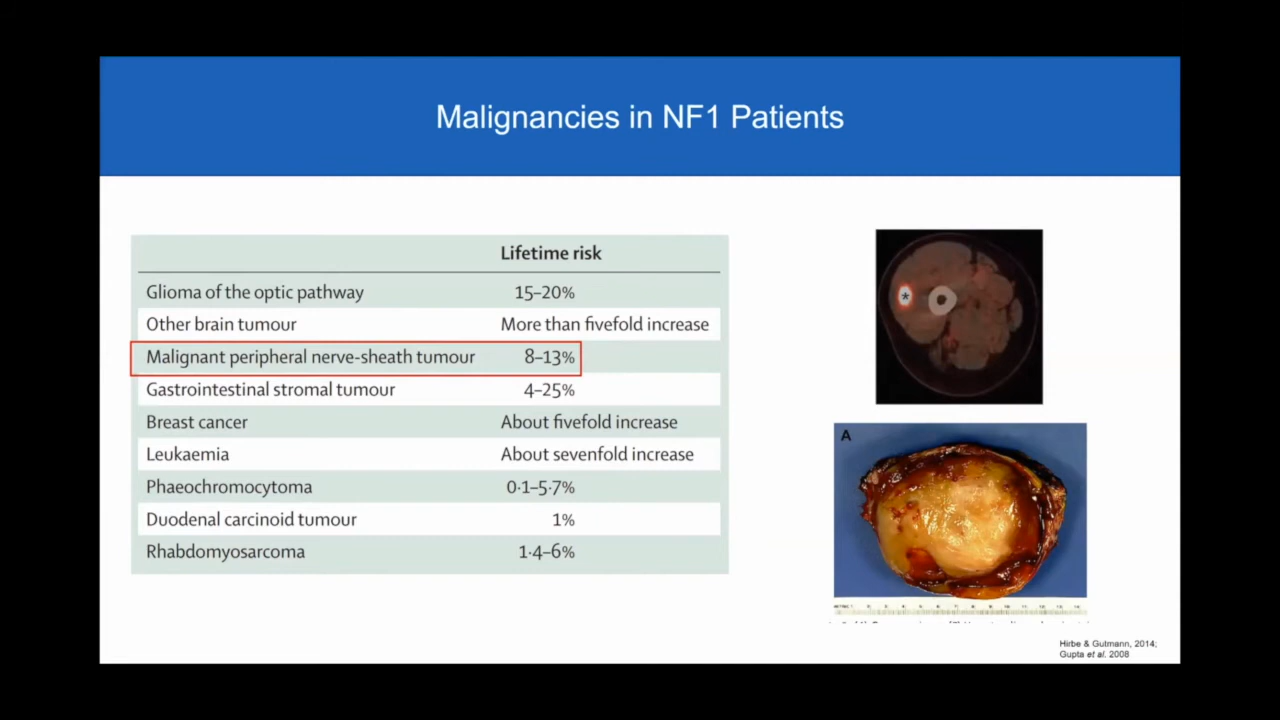 Malignancies in NF1 Patients
Lifetime risk
Glioma of the optic pathway 15–20%
Other brain tumour More than fivefold increase
Malignant peripheral nerve-sheath tumour 8–13%
Gastrointestinal stromal tumour 4–25%
Breast cancer About fivefold increase
Leukaemia About sevenfold increase
Phaeochromocytoma 0·1–5·7%
Duodenal carcinoid tumour 1%
Rhabdomyosarcoma 1·4–6%
*
A
Hirbe & Gutmann, 2014;
Gupta et al. 2008